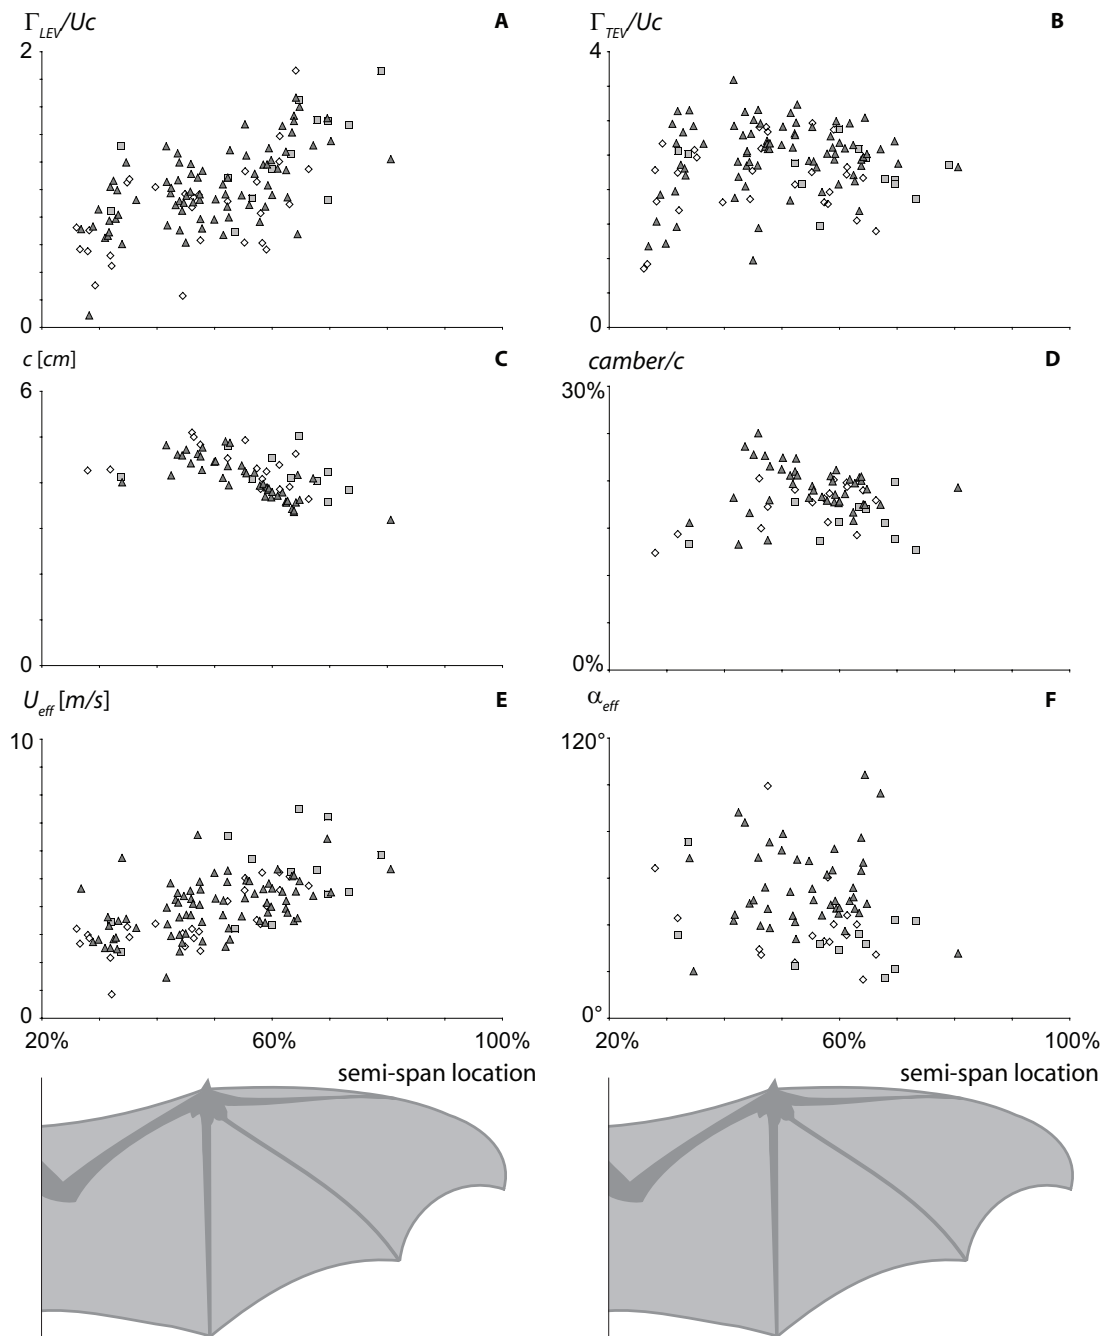 Γ_LEV/Uc A
Γ_TEV/Uc B
2
4
0
0
c [cm] C
camber/c D
6
30%
0
0%
U_eff [m/s] E
α_eff F
10
120°
0
0°
20% 60% 100%
20% 60% 100%
semi-span location
semi-span location